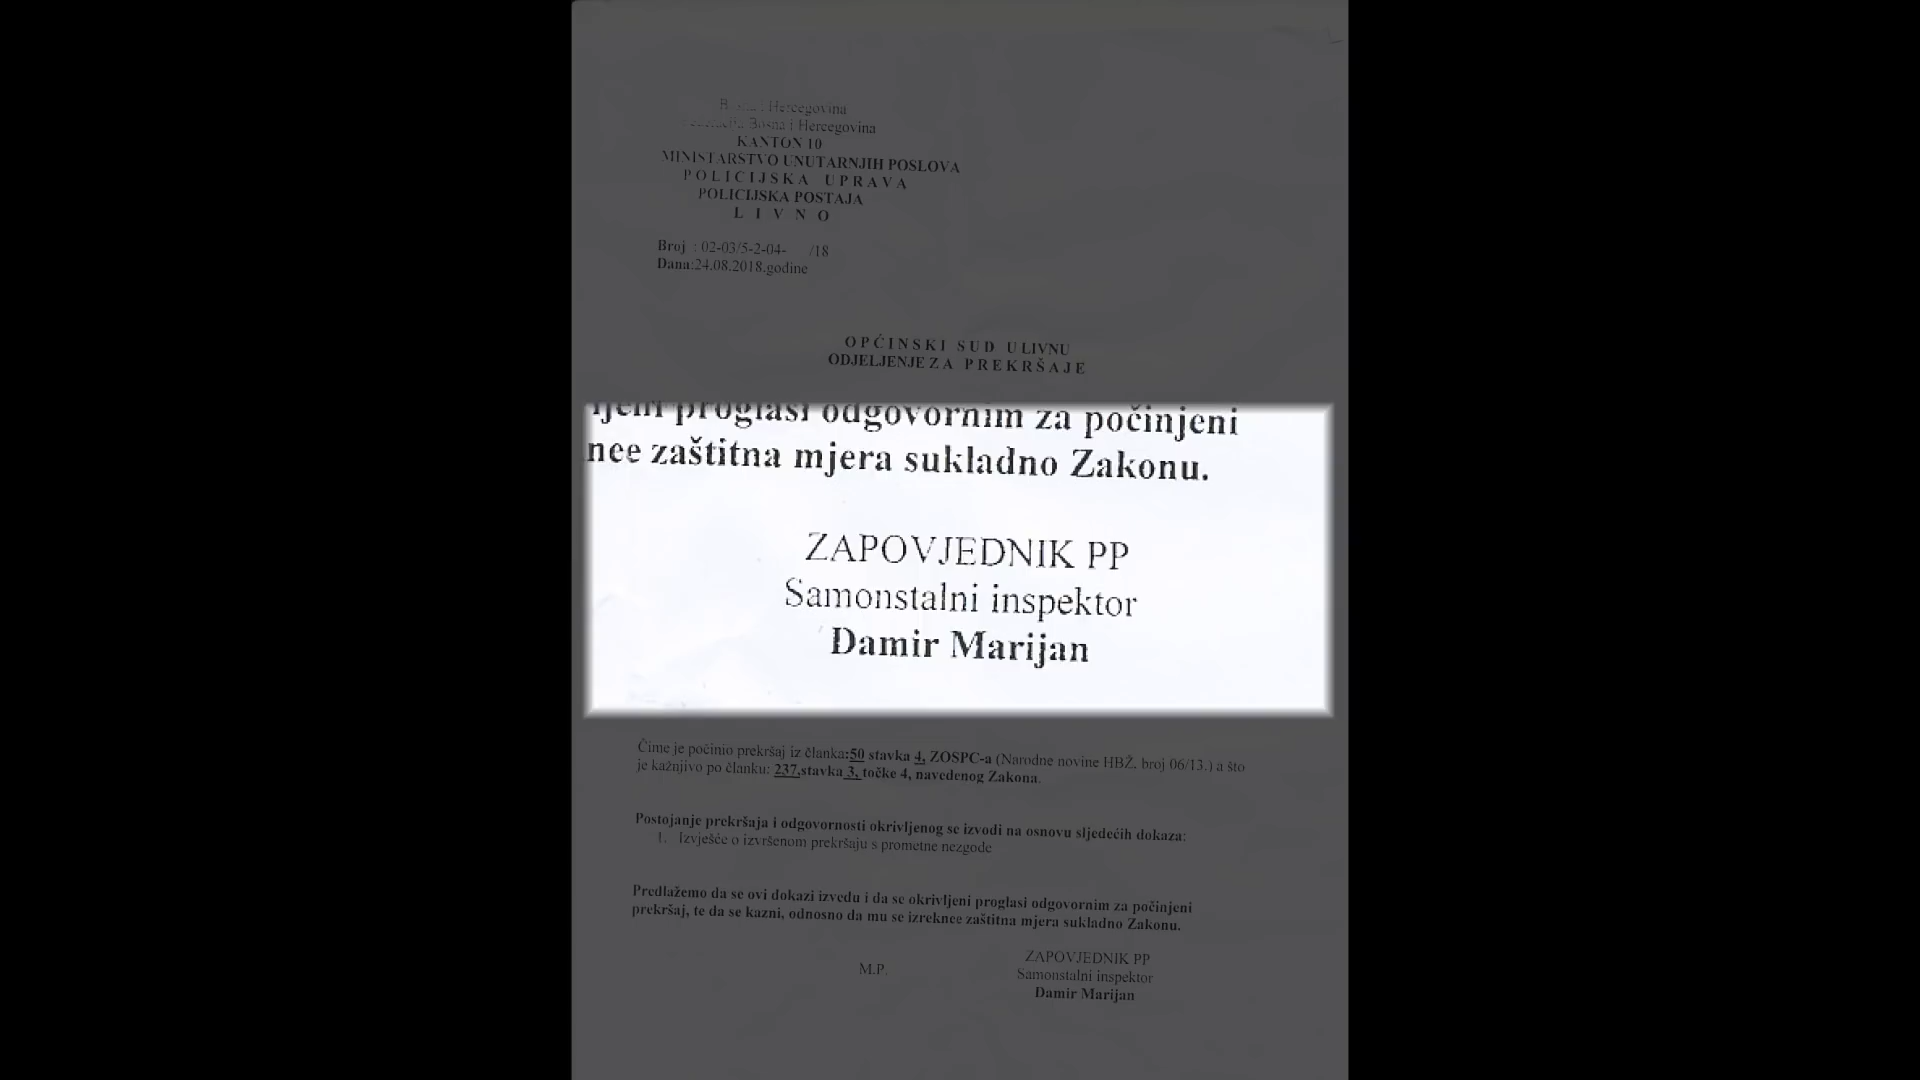 Bosna i Hercegovina
Bosna i Hercegovina
KANTON 10
MINISTARSTVO UNUTARNJIH POSLOVA
POLICIJSKA UPRAVA
POLICIJSKA POSTAJA
LIVNO
Broj : 02-03/5-2-04- /18
Dana:24.08.2018.godine
OPĆINSKI SUD U LIVNU
ODJELJENJE ZA PREKRŠAJE
proglasi odgovornim za počinjeni
zaštitna mjera sukladno Zakonu.
ZAPOVJEDNIK PP
Samonstalni inspektor
Damir Marijan
Čime je počinio prekršaj iz članka:50 stavka 4, ZOSPC-a (Narodne novine HBŽ. broj 06/13.) a što
je kažnjivo po članku: 237,stavka 3, točke 4, navedenog Zakona.
Postojanje prekršaja i odgovornosti okrivljenog se izvodi na osnovu sljedećih dokaza:
1. Izvješće o izvršenom prekršaju s prometne nezgode
Predlažemo da se ovi dokazi izvedu i da se okrivljeni proglasi odgovornim za počinjeni
prekršaj, te da se kazni, odnosno da mu se izreknee zaštitna mjera sukladno Zakonu.
M.P.
ZAPOVJEDNIK PP
Samonstalni inspektor
Damir Marijan